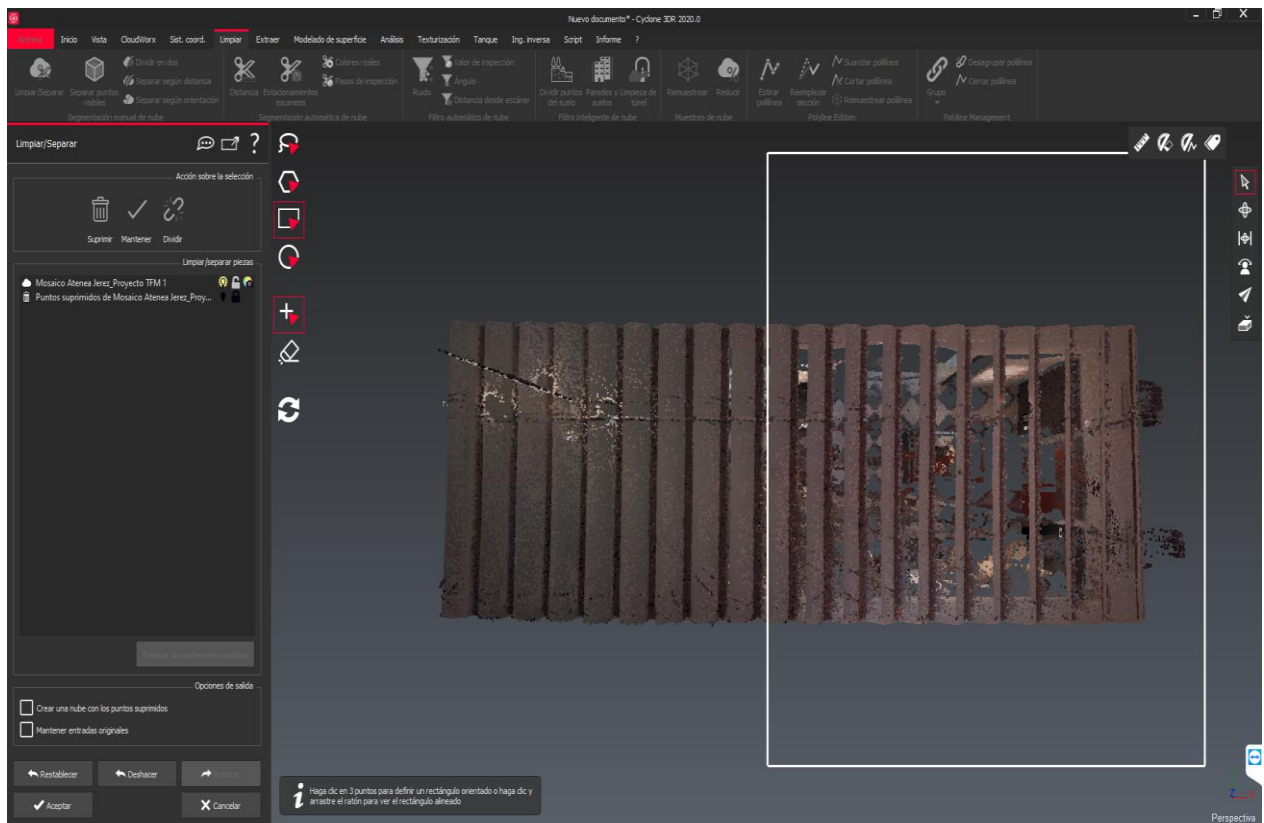 Nuevo documento* - Cyclone 3DR 2020.0
Archivo Inicio Vista CloudWorx Sist. coord. Limpiar Extraer Modelado de superficie Análisis Texturización Tanque Ing. inversa Script Informe ?
Limpiar/Separar
Separar puntos visibles
Dividir en dos
Separar según distancia
Separar según orientación
Segmentación manual de nube
Distancia
Estacionamientos escaneos
Colores reales
Pesos de inspección
Segmentación automática de nube
Ruido
Valor de inspección
Ángulo
Distancia desde escáner
Filtro automático de nube
Dividir puntos del suelo
Paredes y suelos
Limpieza de túnel
Filtro inteligente de nube
Remuestrear
Reducir
Muestreo de nube
Extraer polilínea
Reemplazar sección
Suavizar polilínea
Cortar polilínea
Remuestrear polilínea
Polyline Edition
Grupo
Desagrupar polilínea
Cerrar polilínea
Polyline Management
Limpiar/Separar
?
Acción sobre la selección
Suprimir Mantener Dividir
Limpiar/separar piezas
Mosaico Atenea Jerez_Proyecto TFM 1
Puntos suprimidos de Mosaico Atenea Jerez_Proy...
Fusionar las partes seleccionadas
Opciones de salida
Crear una nube con los puntos suprimidos
Mantener entradas originales
Restablecer Deshacer Rehacer
Aceptar Cancelar
Haga clic en 3 puntos para definir un rectángulo orientado o haga clic y
arrastre el ratón para ver el rectángulo alineado
Z
Perspectiva